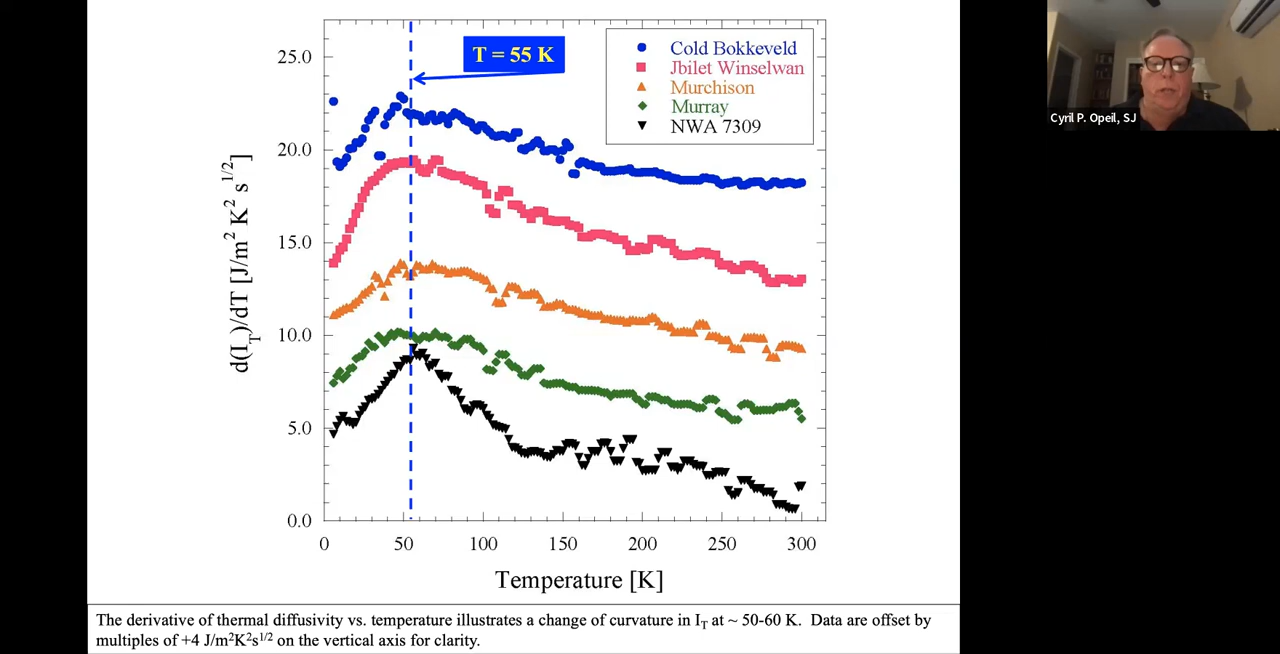 T = 55 K
Cold Bokkeveld
Jbilet Winselwan
Murchison
Murray
NWA 7309
25.0
20.0
15.0
10.0
5.0
0.0
d(I_T)/dT [J/m² K² s^1/2]
0 50 100 150 200 250 300
Temperature [K]
The derivative of thermal diffusivity vs. temperature illustrates a change of curvature in I_T at ~ 50-60 K. Data are offset by
multiples of +4 J/m²K²s^1/2 on the vertical axis for clarity.
Cyril P. Opeil, SJ